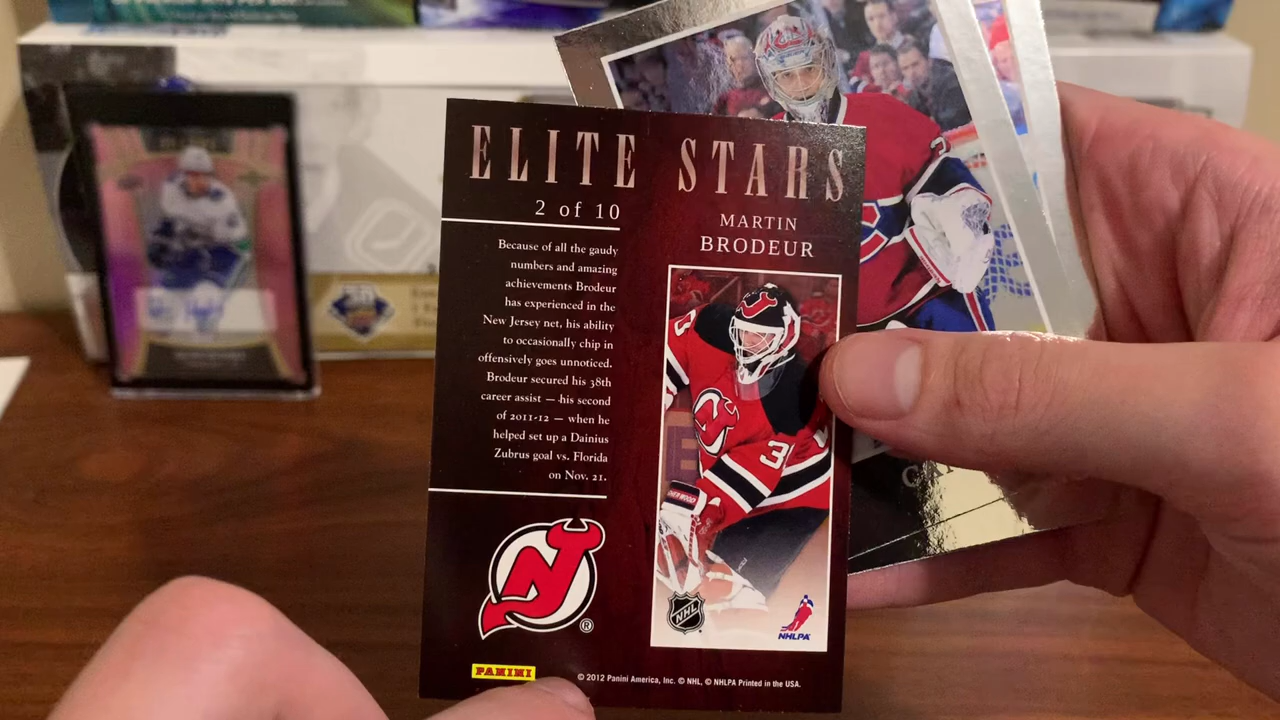 ELITE STARS
2 of 10
MARTIN
BRODEUR
Because of all the gaudy
numbers and amazing
achievements Brodeur
has experienced in the
New Jersey net, his ability
to occasionally chip in
offensively goes unnoticed.
Brodeur secured his 38th
career assist — his second
of 2011-12 — when he
helped set up a Dainius
Zubrus goal vs. Florida
on Nov. 21.
NHL
NHLPA
PANINI
© 2012 Panini America, Inc. © NHL, © NHLPA Printed in the USA.